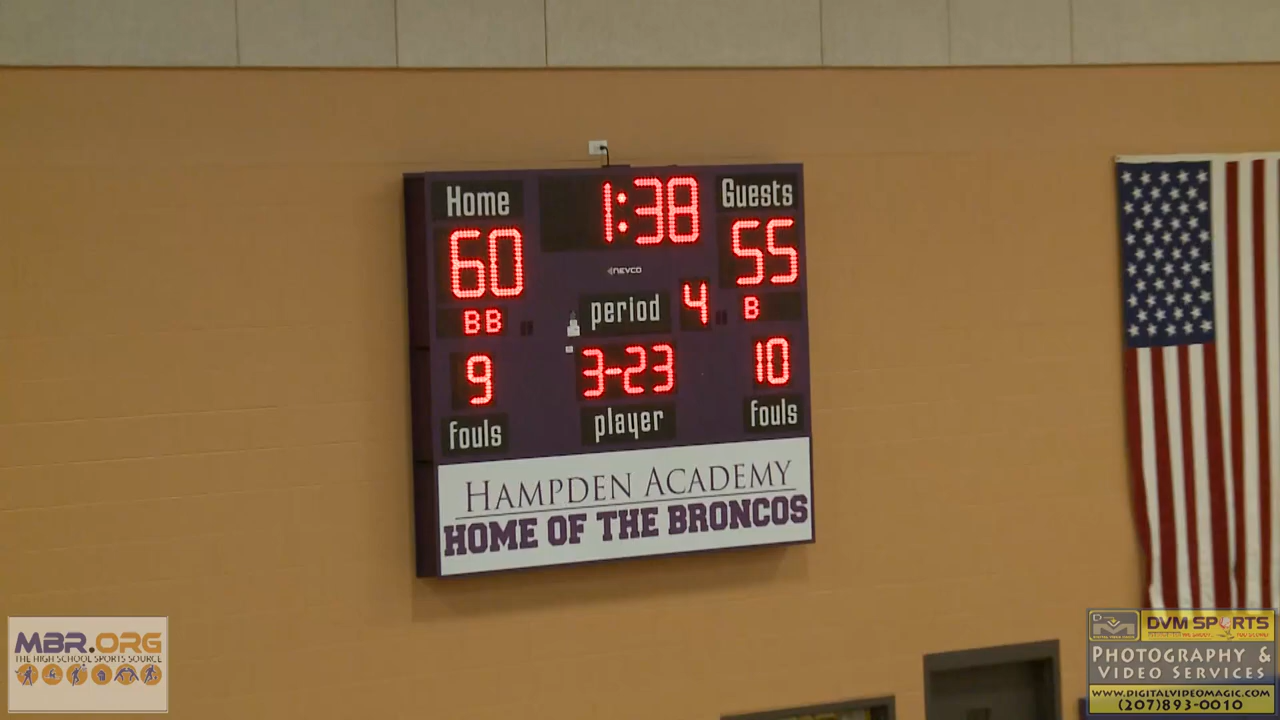 Home 1:38 Guests
60 55
NEVCO
BB period 4 B
9 3-23 10
fouls player fouls
HAMPDEN ACADEMY
HOME OF THE BRONCOS
MBR.ORG
THE HIGH SCHOOL SPORTS SOURCE
DVM SPORTS
PHOTOGRAPHY &
VIDEO SERVICES
WWW.DIGITALVIDEOMAGIC.COM
(207)893-0010